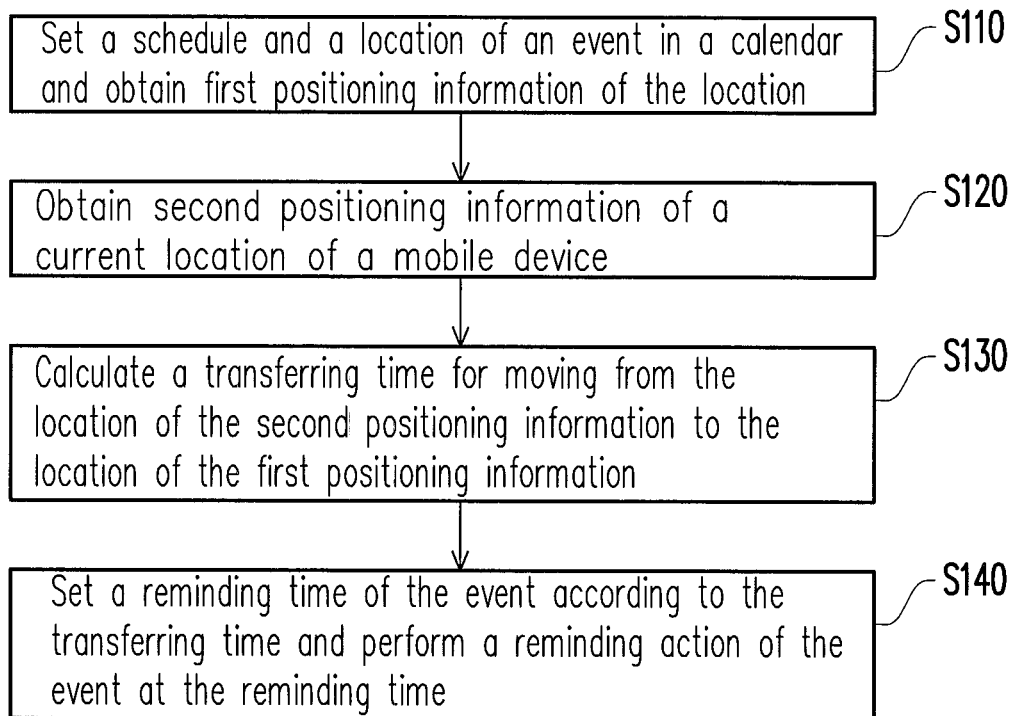 Set a schedule and a location of an event in a calendar
and obtain first positioning information of the location
S110
Obtain second positioning information of a
current location of a mobile device
S120
Calculate a transferring time for moving from the
location of the second positioning information to the
location of the first positioning information
S130
Set a reminding time of the event according to the
transferring time and perform a reminding action of the
event at the reminding time
S140